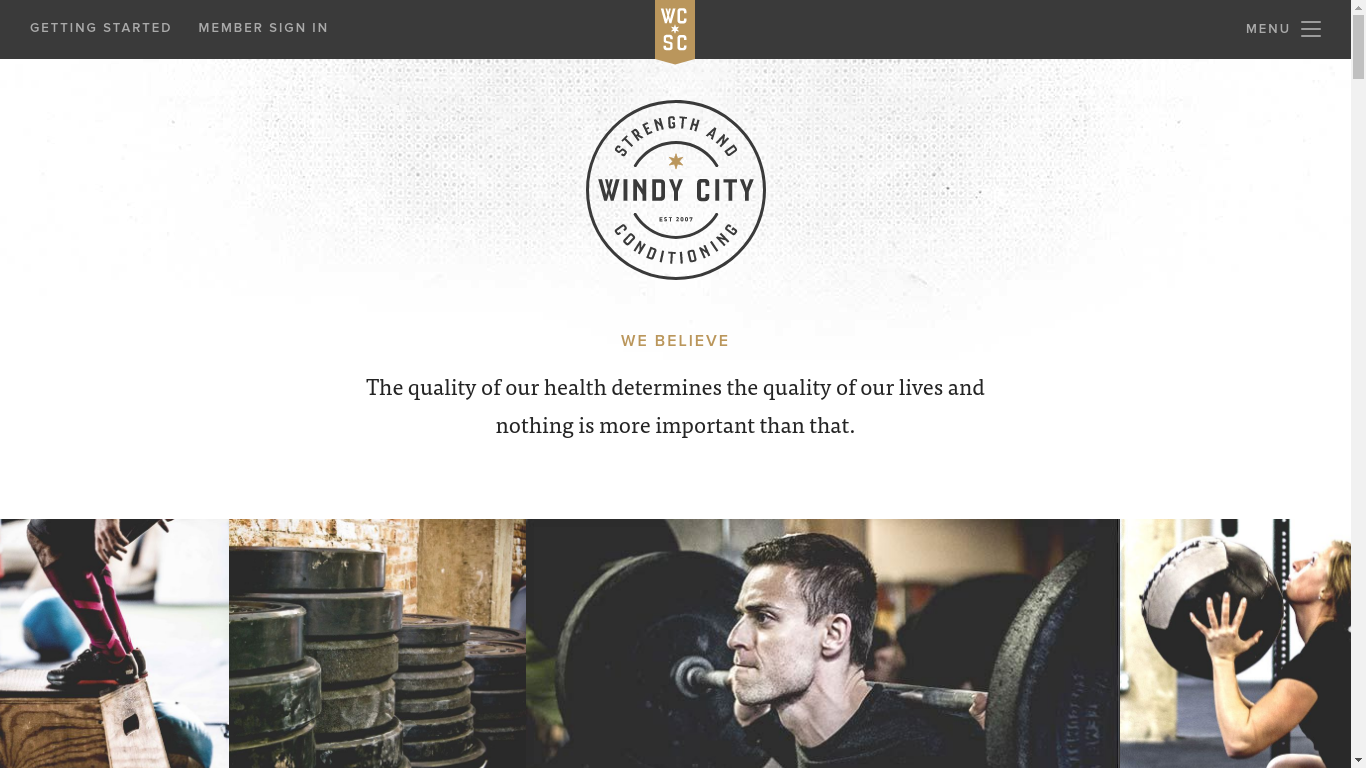 GETTING STARTED
MEMBER SIGN IN
WC
SC
MENU
STRENGTH AND
WINDY CITY
EST 2007
CONDITIONING
WE BELIEVE
The quality of our health determines the quality of our lives and
nothing is more important than that.